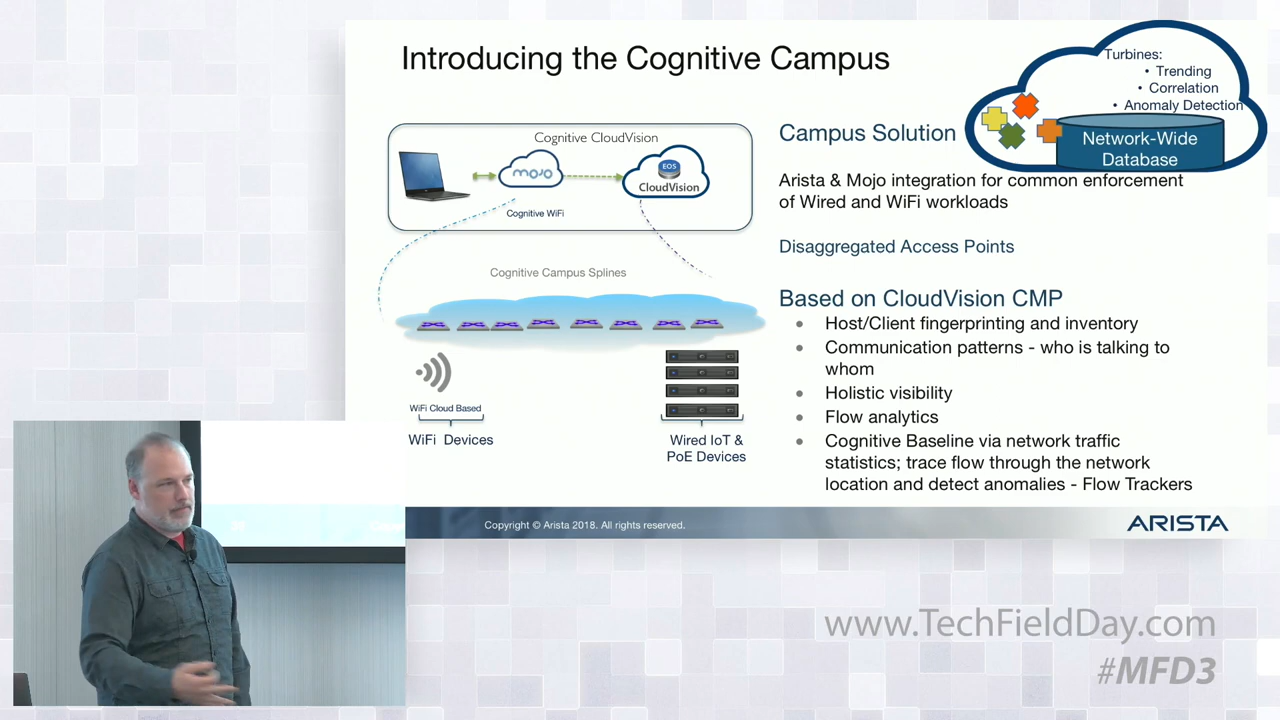 Introducing the Cognitive Campus
Turbines:
• Trending
• Correlation
• Anomaly Detection
Network-Wide
Database
Cognitive CloudVision
mojo
EOS
CloudVision
Cognitive WiFi
Cognitive Campus Splines
WiFi Cloud Based
WiFi Devices
Wired IoT &
PoE Devices
Campus Solution
Arista & Mojo integration for common enforcement
of Wired and WiFi workloads
Disaggregated Access Points
Based on CloudVision CMP
• Host/Client fingerprinting and inventory
• Communication patterns - who is talking to
whom
• Holistic visibility
• Flow analytics
• Cognitive Baseline via network traffic
statistics; trace flow through the network
location and detect anomalies - Flow Trackers
Copyright © Arista 2018. All rights reserved.
ARISTA
www.TechFieldDay.com
#MFD3